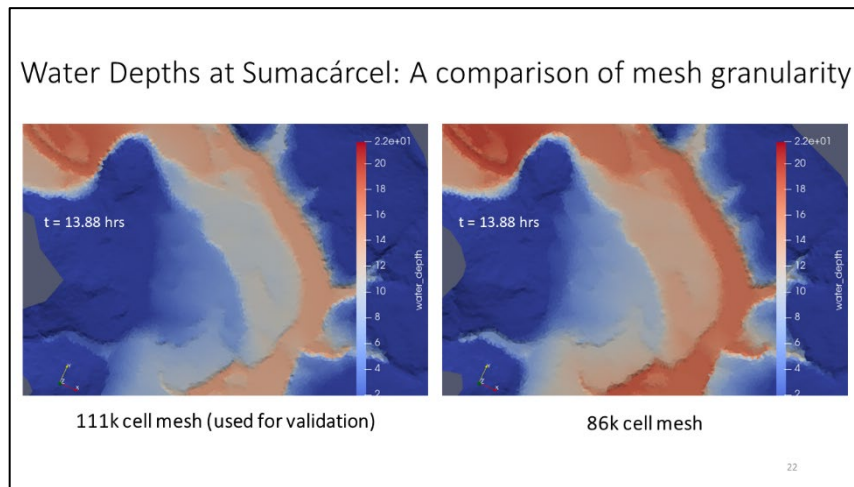 Water Depths at Sumacárcel: A comparison of mesh granularity
t = 13.88 hrs
2.2e+01
20
18
16
14
12
10
8
6
4
2
water_depth
t = 13.88 hrs
2.2e+01
20
18
16
14
12
10
8
6
4
2
water_depth
111k cell mesh (used for validation)
86k cell mesh
22